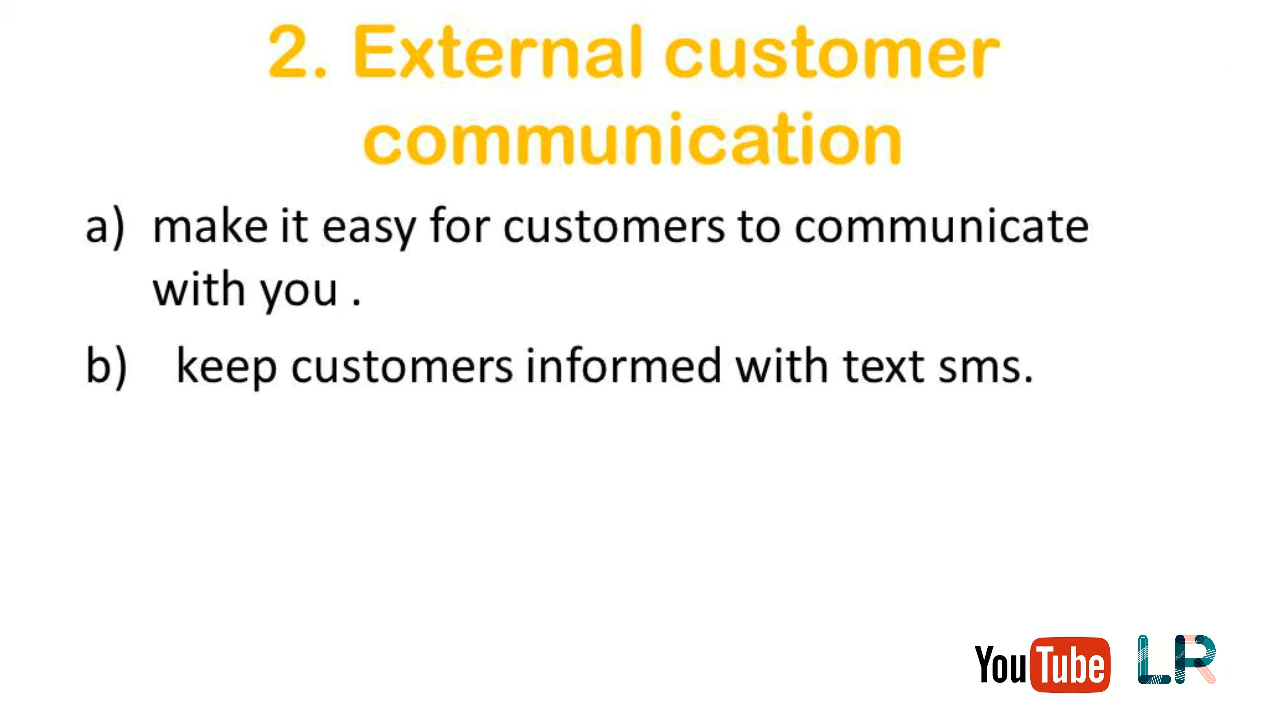 2. External customer
communication
a) make it easy for customers to communicate
with you .
b) keep customers informed with text sms.
YouTube LR